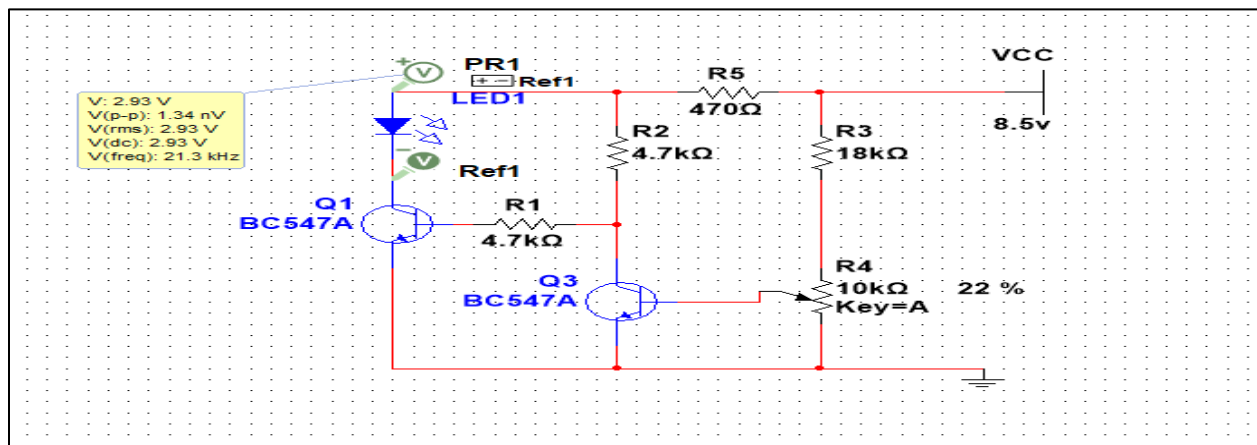 V: 2.93 V
V(p-p): 1.34 nV
V(rms): 2.93 V
V(dc): 2.93 V
V(freq): 21.3 kHz
+
V
PR1
+ -
Ref1
LED1
-
V
Ref1
R5
470Ω
VCC
8.5v
R2
4.7kΩ
R3
18kΩ
Q1
BC547A
R1
4.7kΩ
Q3
BC547A
R4
10kΩ
22 %
Key=A